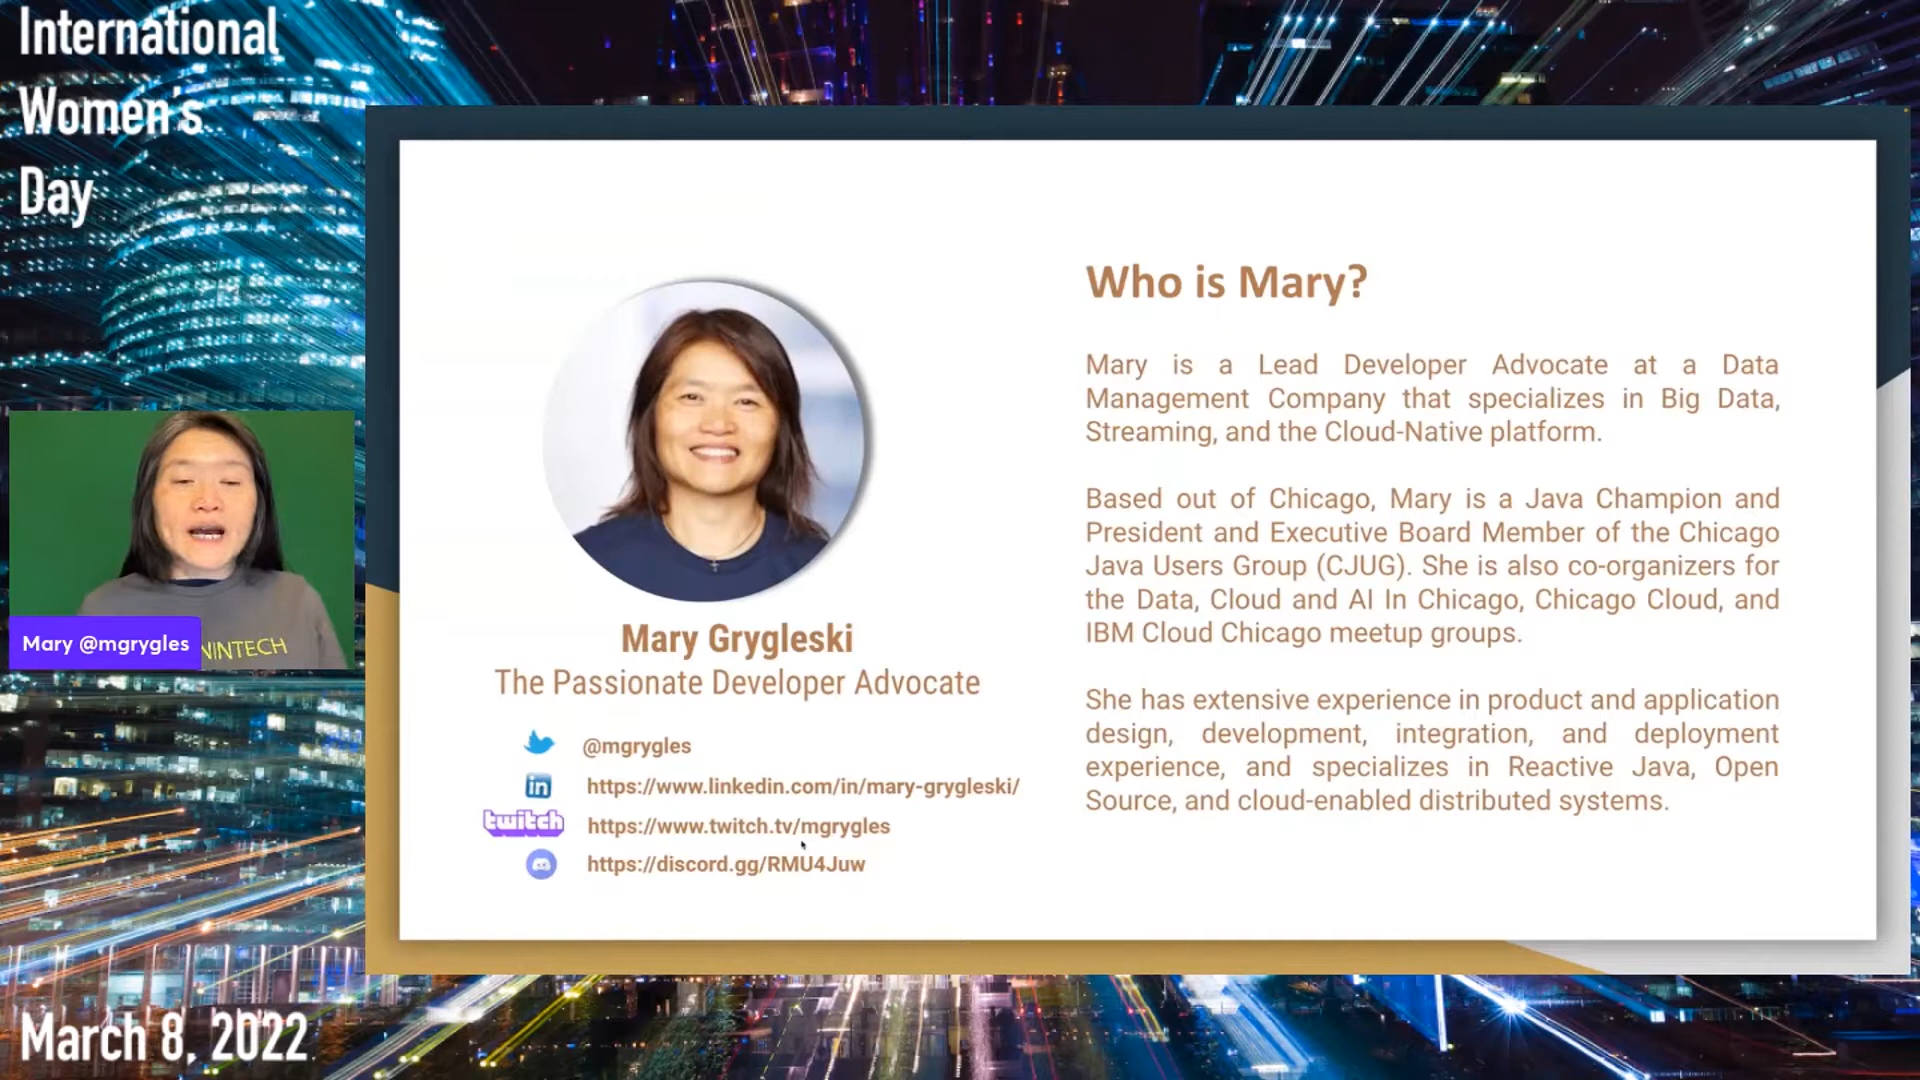 International
Women's
Day
Mary @mgrygles
WINTECH
March 8, 2022
Mary Grygleski
The Passionate Developer Advocate
@mgrygles
in https://www.linkedin.com/in/mary-grygleski/
twitch https://www.twitch.tv/mgrygles
https://discord.gg/RMU4Juw
Who is Mary?
Mary is a Lead Developer Advocate at a Data
Management Company that specializes in Big Data,
Streaming, and the Cloud-Native platform.
Based out of Chicago, Mary is a Java Champion and
President and Executive Board Member of the Chicago
Java Users Group (CJUG). She is also co-organizers for
the Data, Cloud and AI In Chicago, Chicago Cloud, and
IBM Cloud Chicago meetup groups.
She has extensive experience in product and application
design, development, integration, and deployment
experience, and specializes in Reactive Java, Open
Source, and cloud-enabled distributed systems.